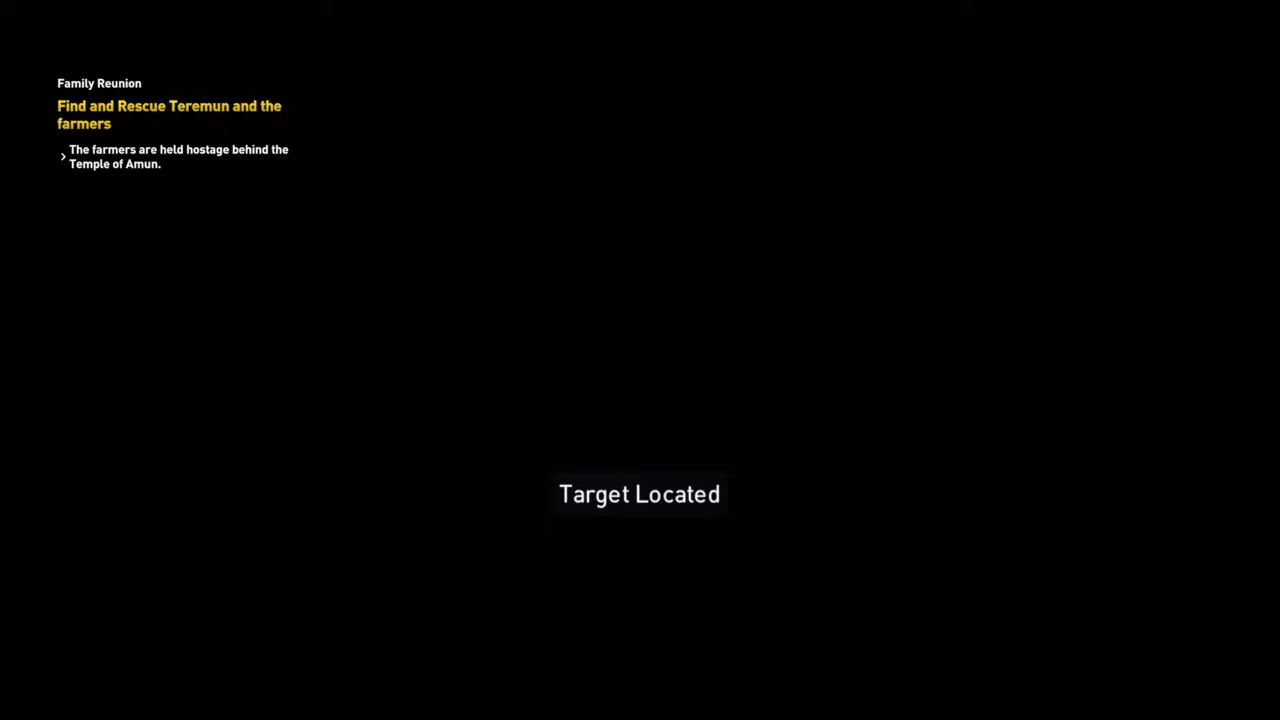 Family Reunion
Find and Rescue Teremun and the
farmers
The farmers are held hostage behind the
Temple of Amun.
Target Located